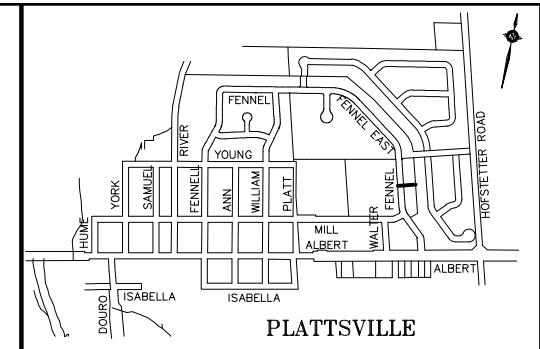 FENNEL
FENNEL EAST
HOFSTETTER ROAD
RIVER
YOUNG
YORK
SAMUEL
FENNELL
ANN
WILLIAM
PLATT
FENNEL
WALTER
HUME
MILL
ALBERT
ALBERT
ISABELLA
ISABELLA
DOURO
PLATTSVILLE